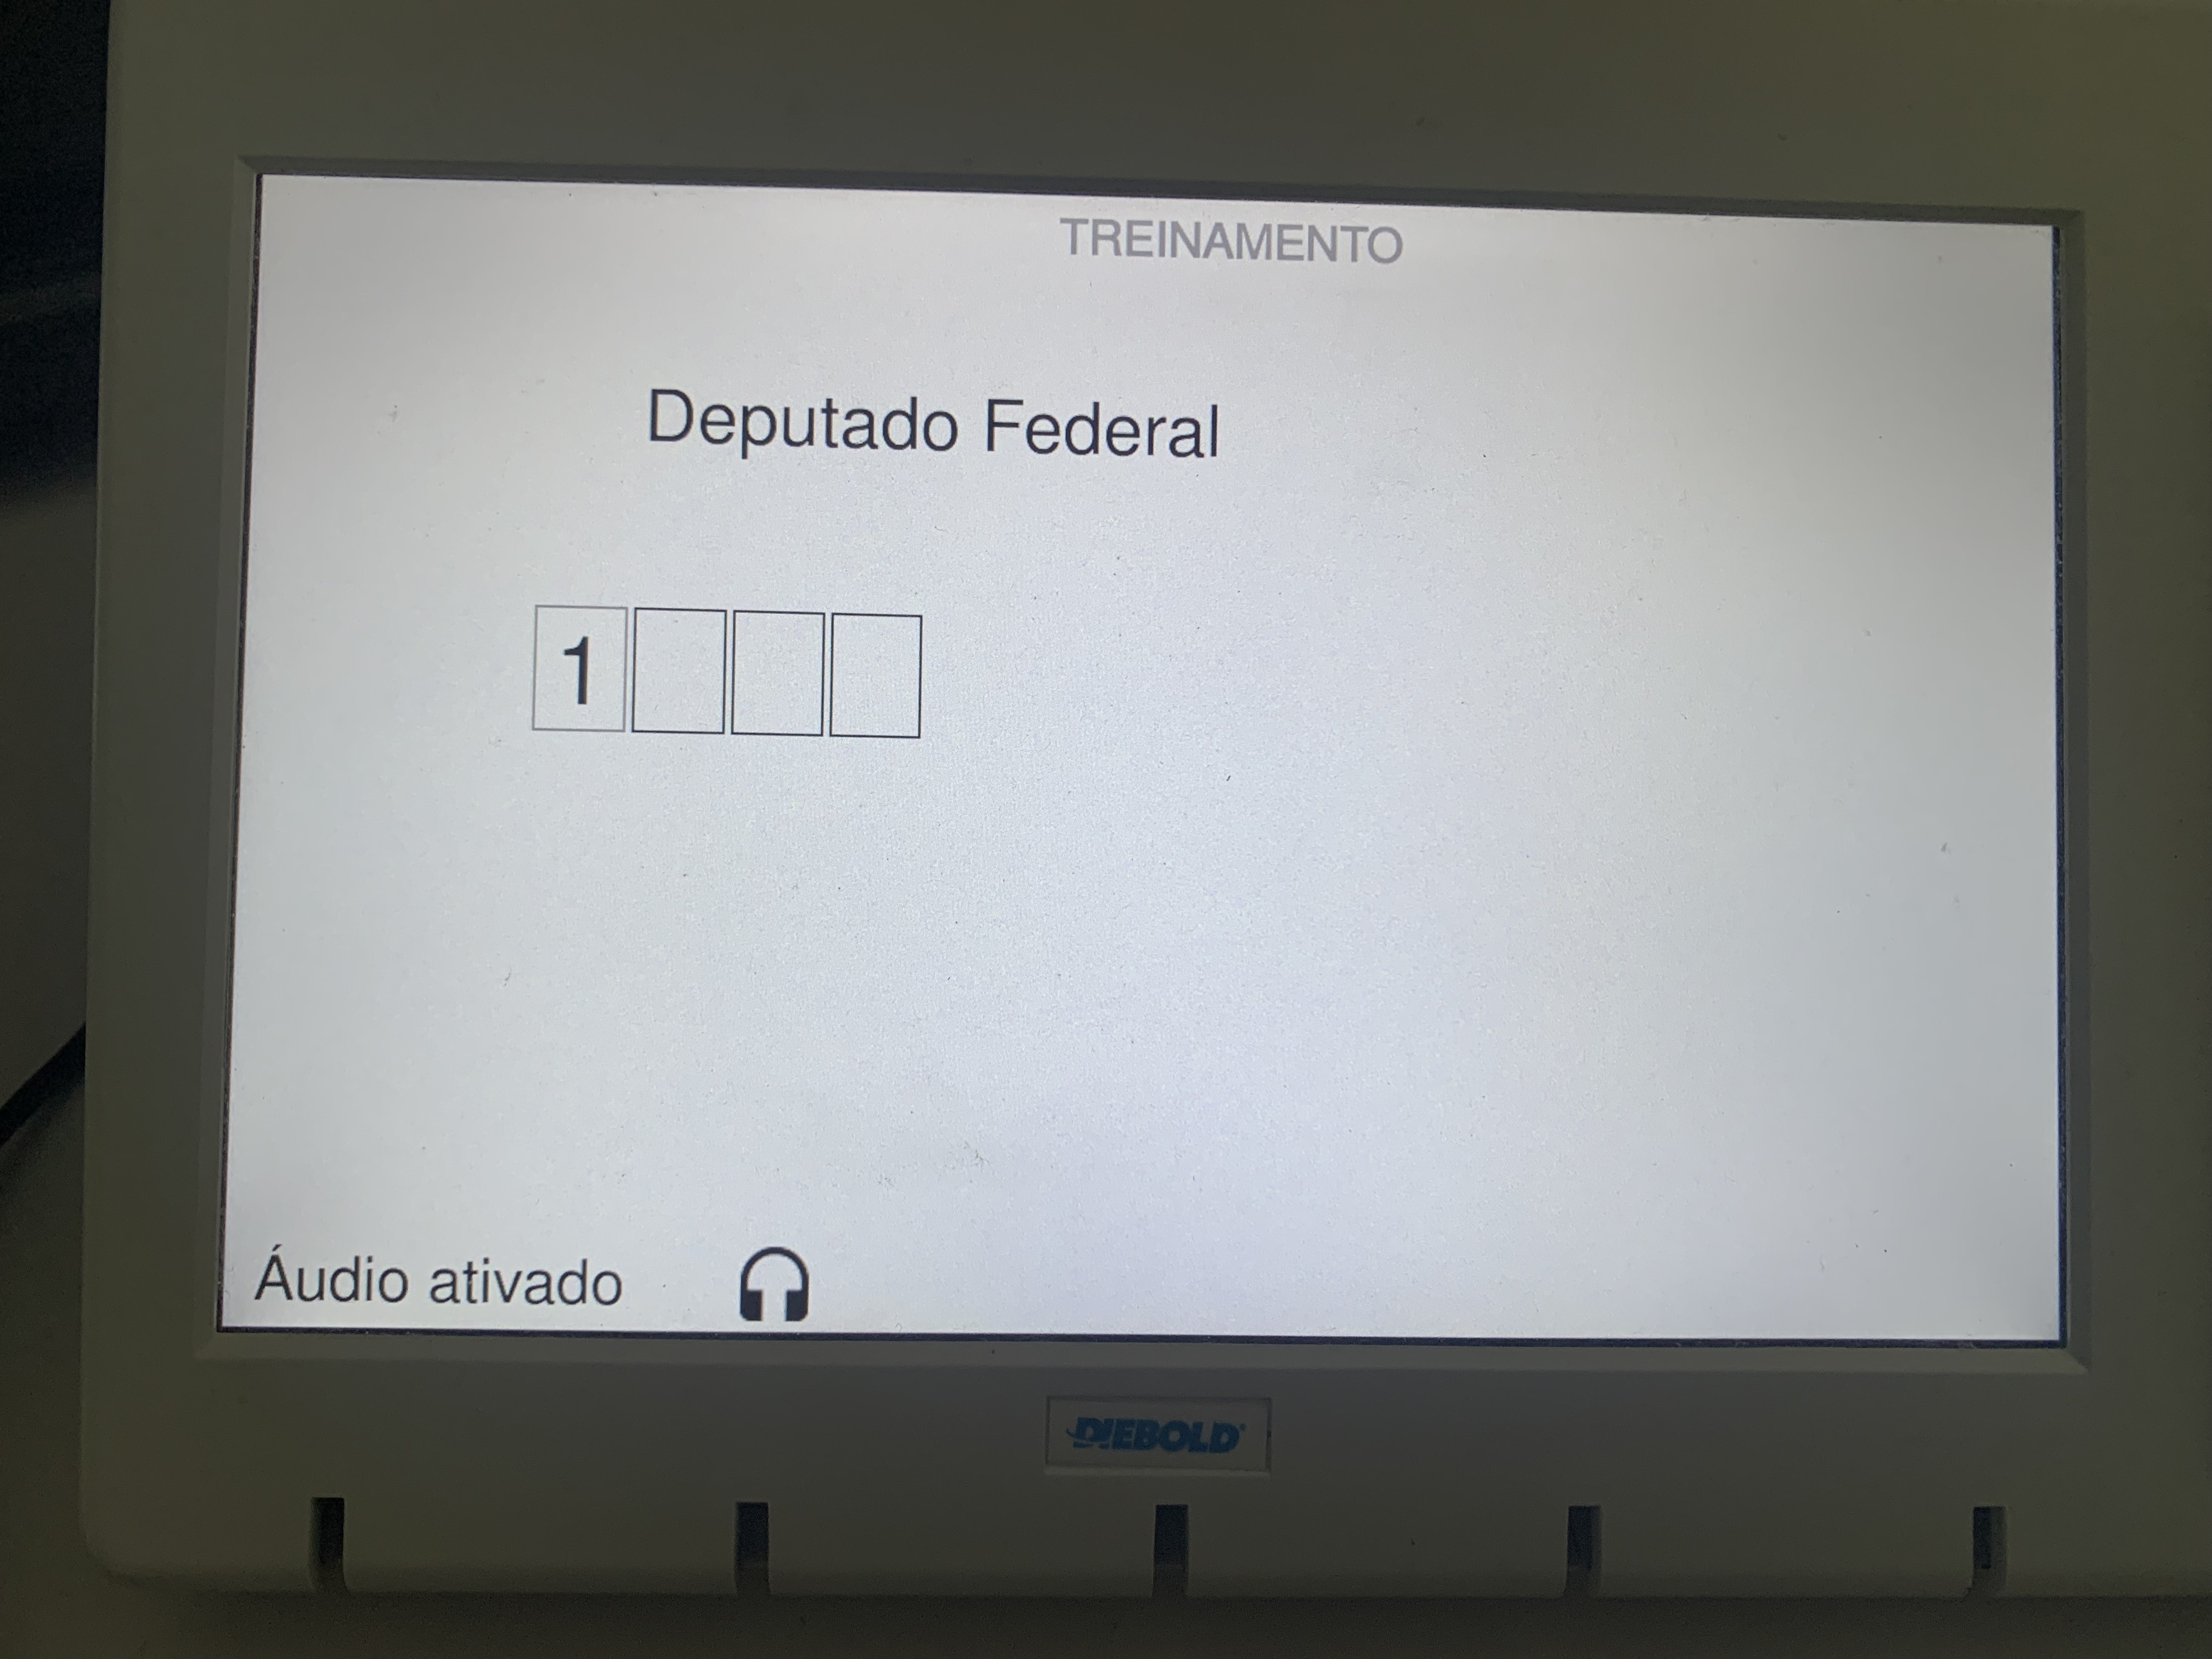 TREINAMENTO
Deputado Federal
1
Áudio ativado
DIEBOLD